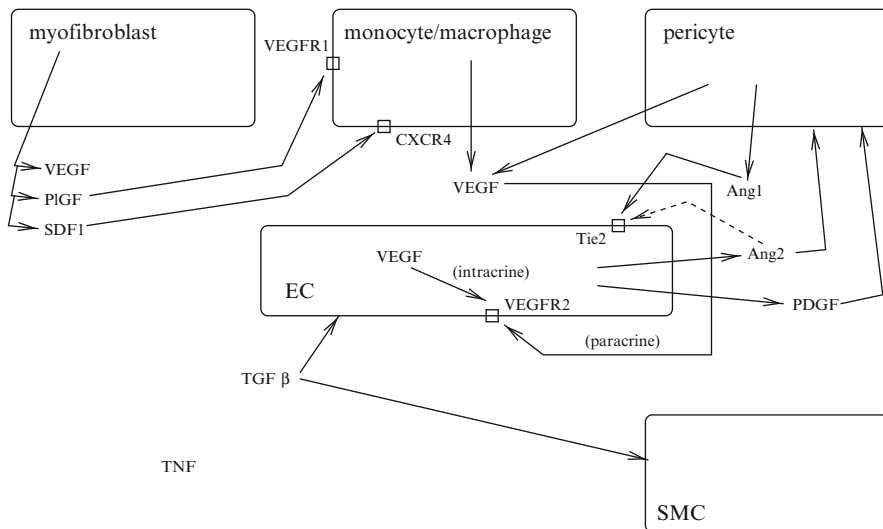 myofibroblast
VEGFR1
monocyte/macrophage
pericyte
CXCR4
VEGF
PlGF
SDF1
VEGF
Ang1
Tie2
Ang2
VEGF
(intracrine)
EC
VEGFR2
PDGF
(paracrine)
TGF β
TNF
SMC